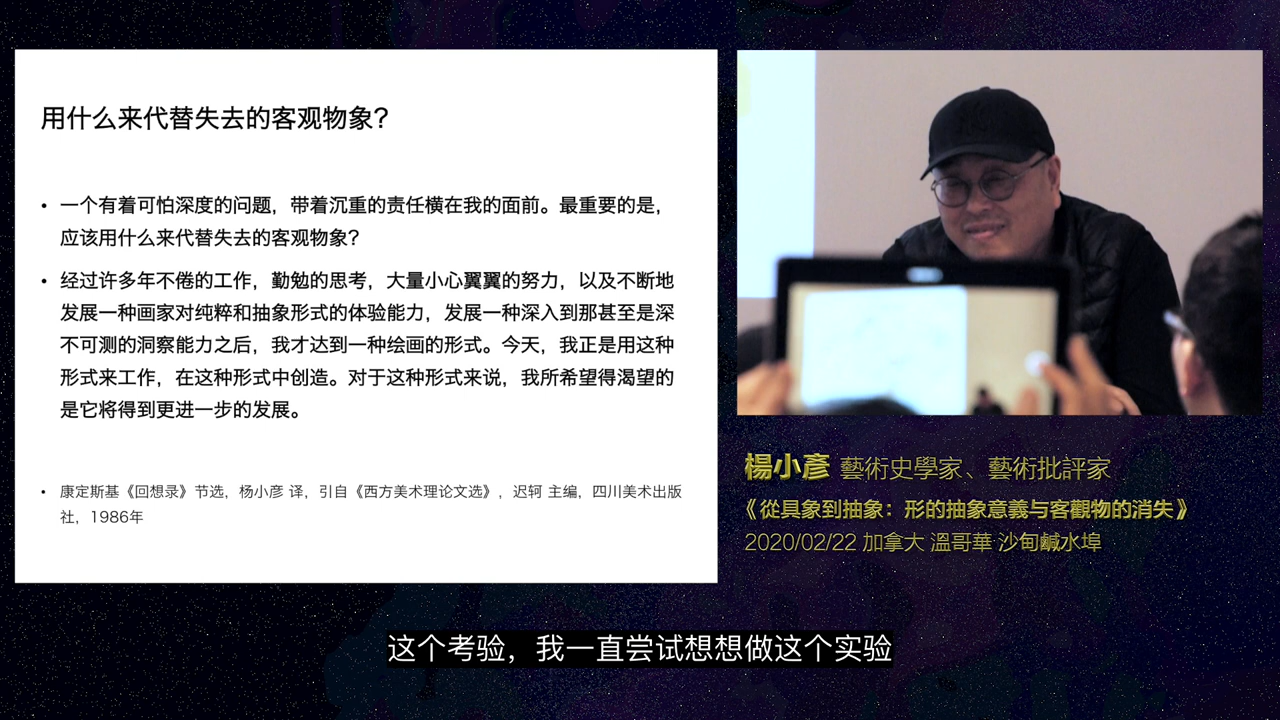 用什么来代替失去的客观物象？
• 一个有着可怕深度的问题，带着沉重的责任横在我的面前。最重要的是，
应该用什么来代替失去的客观物象？
• 经过许多年不倦的工作，勤勉的思考，大量小心翼翼的努力，以及不断地
发展一种画家对纯粹和抽象形式的体验能力，发展一种深入到那甚至是深
不可测的洞察能力之后，我才达到一种绘画的形式。今天，我正是用这种
形式来工作，在这种形式中创造。对于这种形式来说，我所希望得渴望的
是它将得到更进一步的发展。
• 康定斯基《回想录》节选，杨小彦 译，引自《西方美术理论文选》，迟轲 主编，四川美术出版
社，1986年
楊小彥 藝術史學家、藝術批評家
《從具象到抽象：形的抽象意義与客觀物的消失》
2020/02/22 加拿大 溫哥華 沙甸鹹水埠
这个考验，我一直尝试想想做这个实验